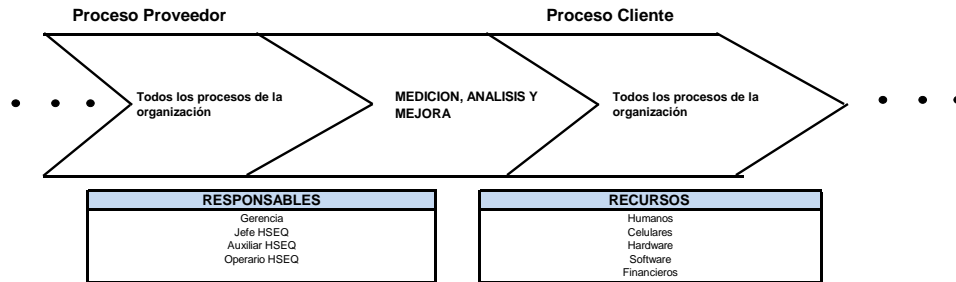 Proceso Proveedor
Proceso Cliente
Todos los procesos de la
organización
MEDICION, ANALISIS Y
MEJORA
Todos los procesos de la
organización
RESPONSABLES
Gerencia
Jefe HSEQ
Auxiliar HSEQ
Operario HSEQ
RECURSOS
Humanos
Celulares
Hardware
Software
Financieros